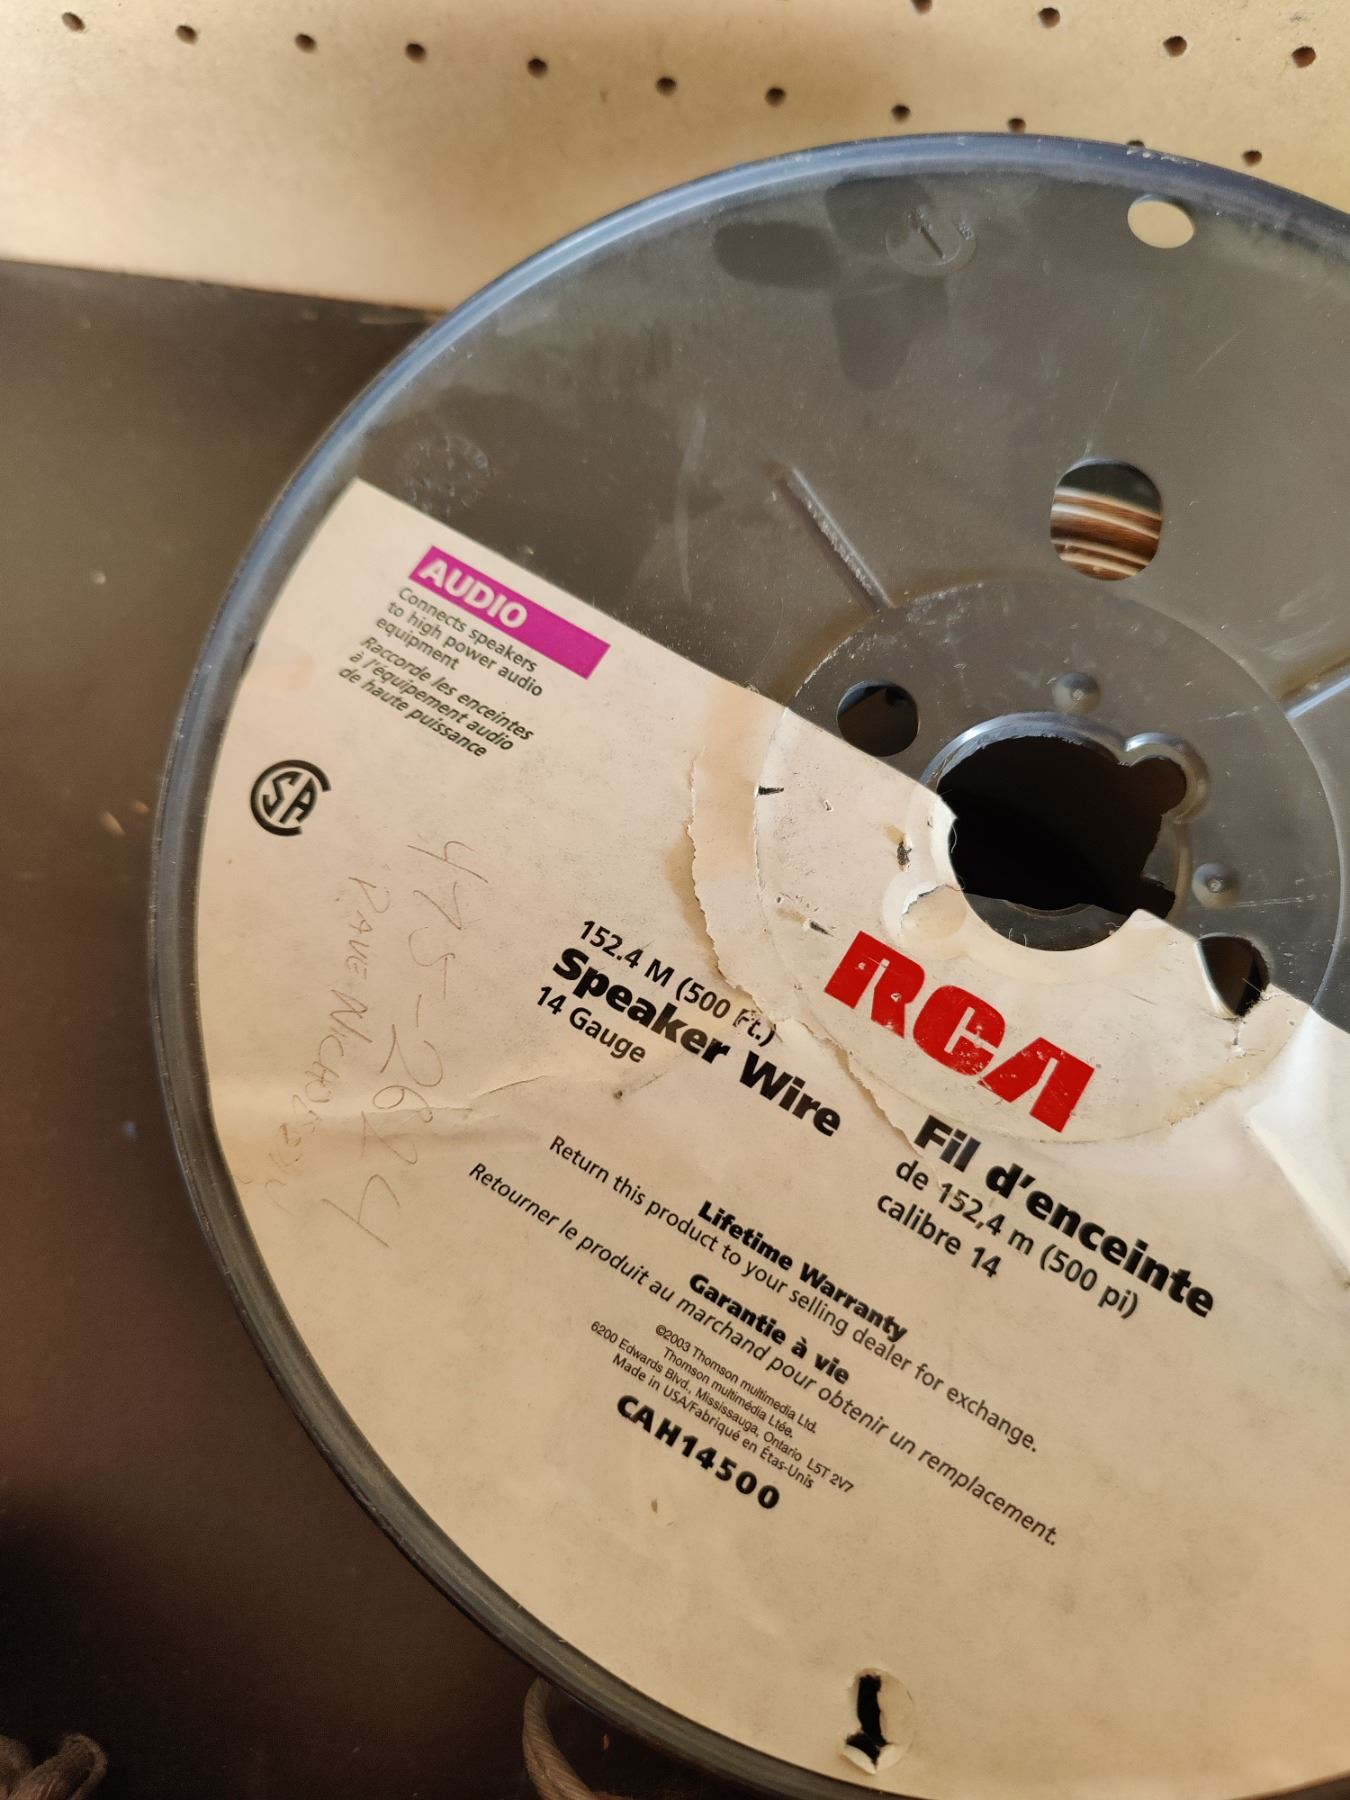 AUDIO
Connects speakers
to high power audio
equipment
Raccorde les enceintes
à l'équipement audio
de haute puissance
CSA
475-2624
RCA
152.4 M (500 Ft.)
Speaker Wire
14 Gauge
Fil d'enceinte
de 152,4 m (500 pi)
calibre 14
Lifetime Warranty
Return this product to your selling dealer for exchange.
Garantie à vie
Retourner le produit au marchand pour obtenir un remplacement.
©2003 Thomson multimedia Ltd.
Thomson multimédia Ltée.
6200 Edwards Blvd., Mississauga, Ontario L5T 2V7
Made in USA/Fabriqué en Etas-Unis
CAH14500